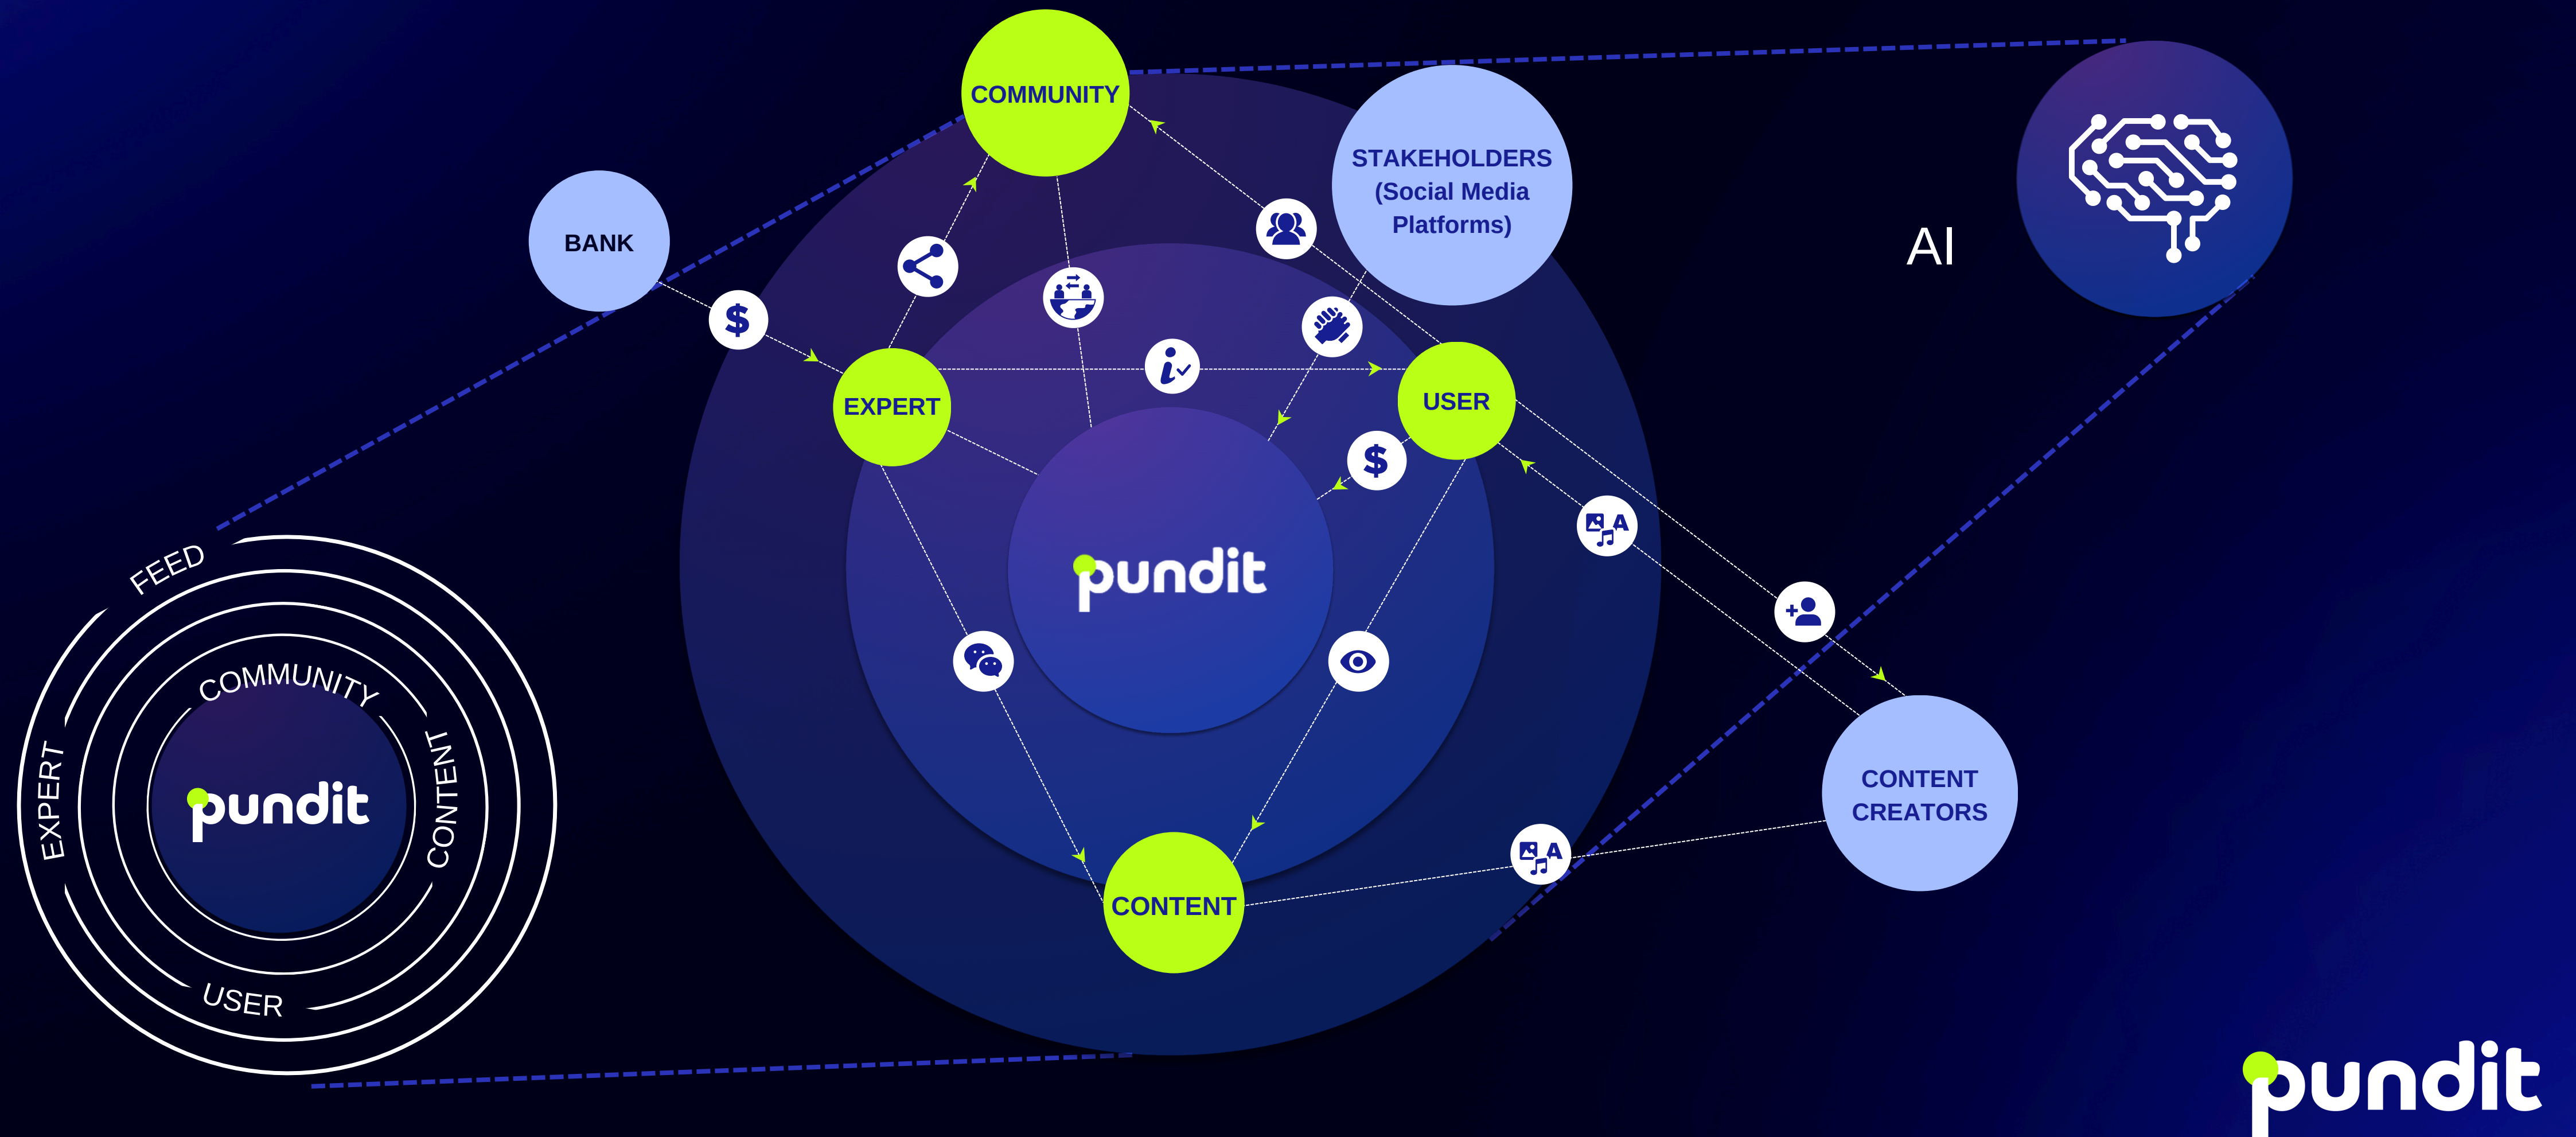 COMMUNITY
STAKEHOLDERS
(Social Media
Platforms)
BANK
$
AI
EXPERT
i
USER
$
A
pundit
FEED
COMMUNITY
EXPERT
CONTENT
pundit
USER
CONTENT
CREATORS
A
CONTENT
pundit